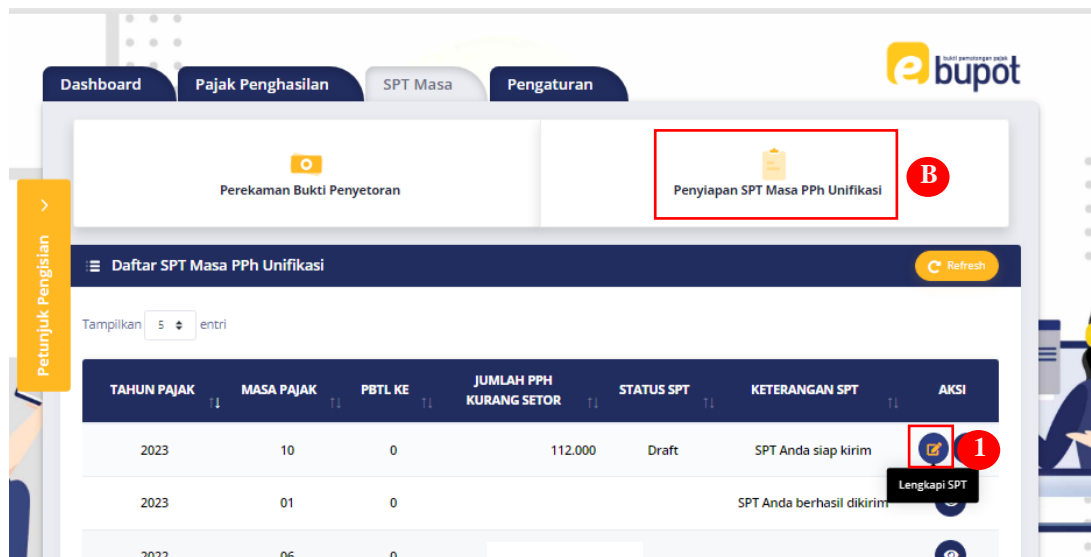 bukti pemotongan pajak
e bupot
Dashboard Pajak Penghasilan SPT Masa Pengaturan
Perekaman Bukti Penyetoran
Penyiapan SPT Masa PPh Unifikasi
B
Petunjuk Pengisian
Daftar SPT Masa PPh Unifikasi
Refresh
Tampilkan 5 entri
TAHUN PAJAK MASA PAJAK PBTL KE JUMLAH PPH KURANG SETOR STATUS SPT KETERANGAN SPT AKSI
2023 10 0 112.000 Draft SPT Anda siap kirim
1
Lengkapi SPT
2023 01 0 SPT Anda berhasil dikirim
2022 06 0